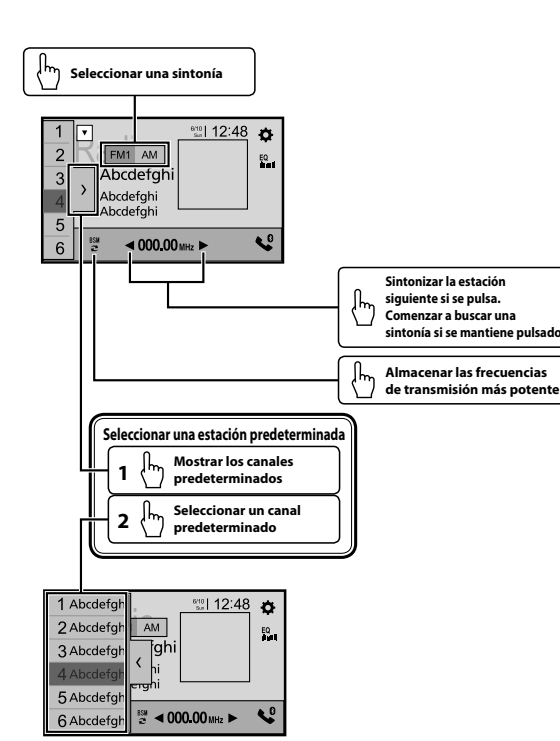 Seleccionar una sintonía
1
2
3
4
5
6
6/10
Sun
12:48
FM1 AM
EQ
Abcdefghi
Abcdefghi
Abcdefghi
BSM
000.00 MHz
Sintonizar la estación
siguiente si se pulsa.
Comenzar a buscar una
sintonía si se mantiene pulsado
Almacenar las frecuencias
de transmisión más potente
Seleccionar una estación predeterminada
1 Mostrar los canales
predeterminados
2 Seleccionar un canal
predeterminado
1 Abcdefgh
2 Abcdefgh
3 Abcdefgh
4 Abcdefgh
5 Abcdefgh
6 Abcdefgh
6/10
Sun
12:48
AM
EQ
fghi
hi
efghi
BSM
000.00 MHz